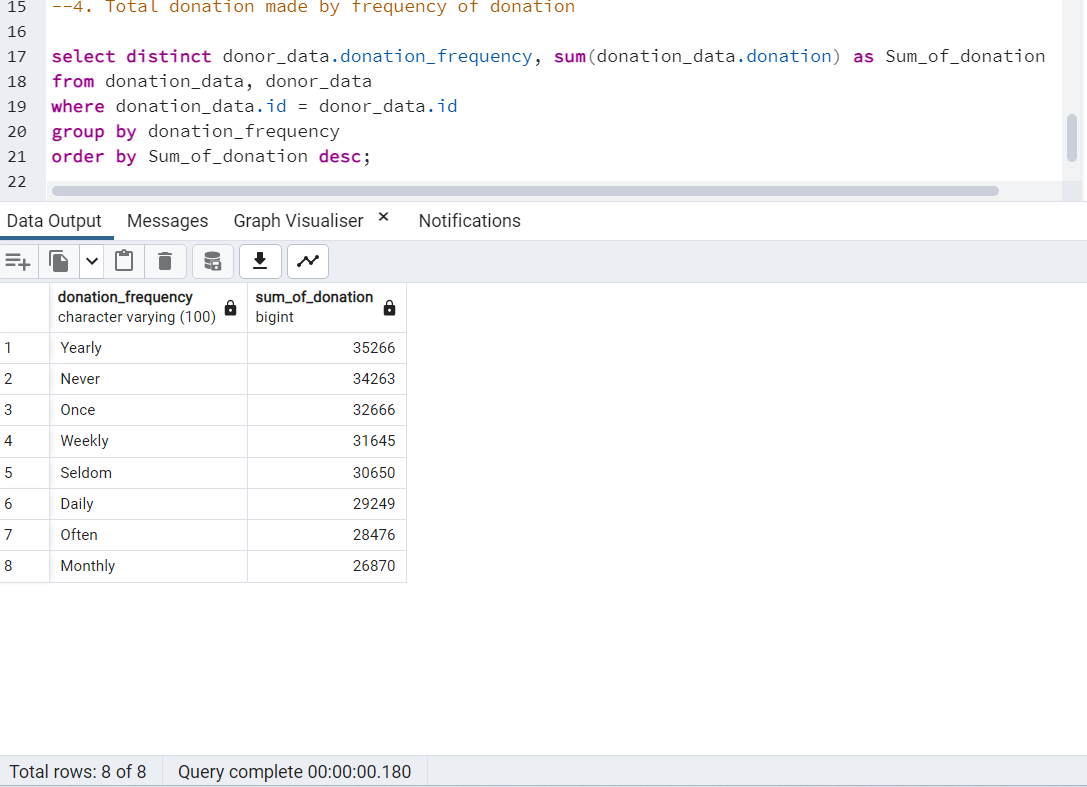 15 --4. Total donation made by frequency of donation
16
17 select distinct donor_data.donation_frequency, sum(donation_data.donation) as Sum_of_donation
18 from donation_data, donor_data
19 where donation_data.id = donor_data.id
20 group by donation_frequency
21 order by Sum_of_donation desc;
22
Data Output Messages Graph Visualiser × Notifications
donation_frequency sum_of_donation
character varying (100) bigint
1 Yearly 35266
2 Never 34263
3 Once 32666
4 Weekly 31645
5 Seldom 30650
6 Daily 29249
7 Often 28476
8 Monthly 26870
Total rows: 8 of 8 Query complete 00:00:00.180